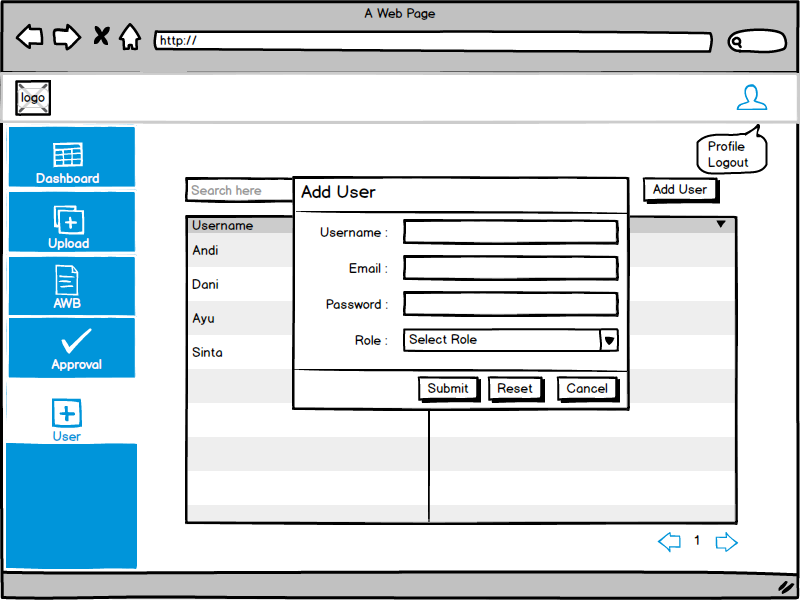 A Web Page
http://
logo
Profile
Logout
Dashboard
Upload
AWB
Approval
User
Search here
Add User
Username
Andi
Dani
Ayu
Sinta
Add User
Username :
Email :
Password :
Role :
Select Role
Submit
Reset
Cancel
1